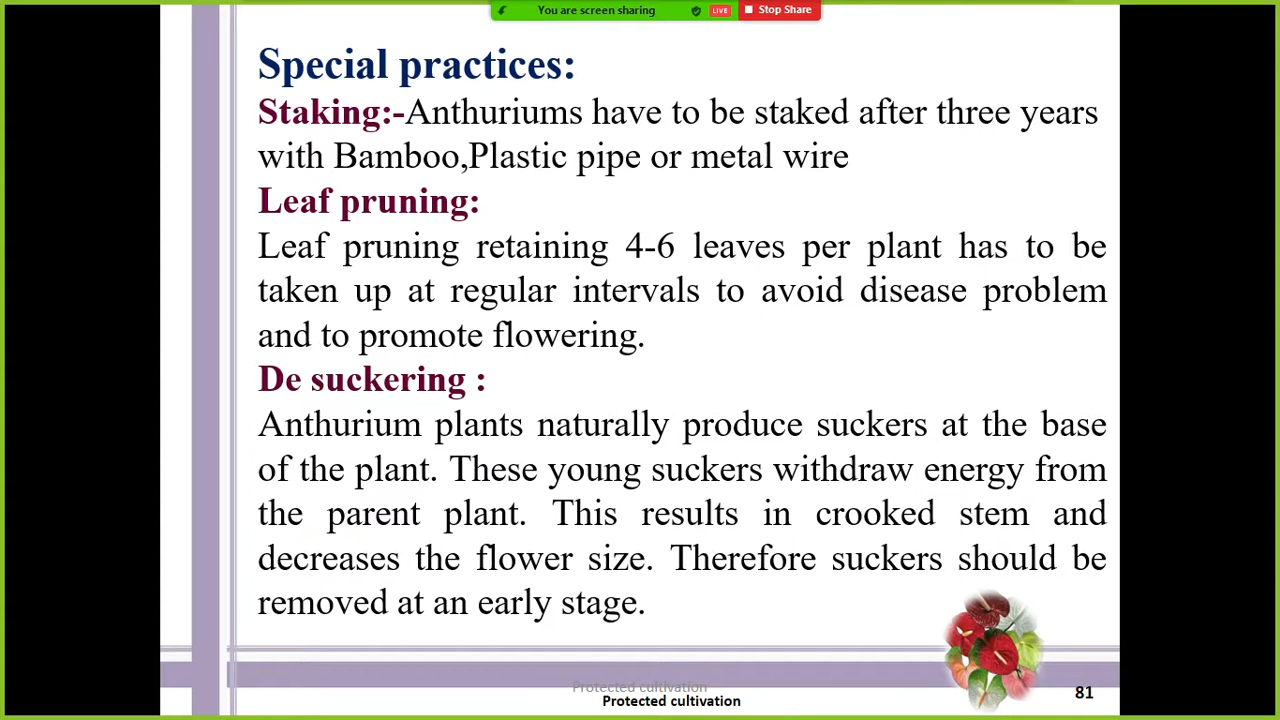 You are screen sharing LIVE Stop Share
Special practices:
Staking:-Anthuriums have to be staked after three years
with Bamboo,Plastic pipe or metal wire
Leaf pruning:
Leaf pruning retaining 4-6 leaves per plant has to be
taken up at regular intervals to avoid disease problem
and to promote flowering.
De suckering :
Anthurium plants naturally produce suckers at the base
of the plant. These young suckers withdraw energy from
the parent plant. This results in crooked stem and
decreases the flower size. Therefore suckers should be
removed at an early stage.
Protected cultivation
Protected cultivation
81